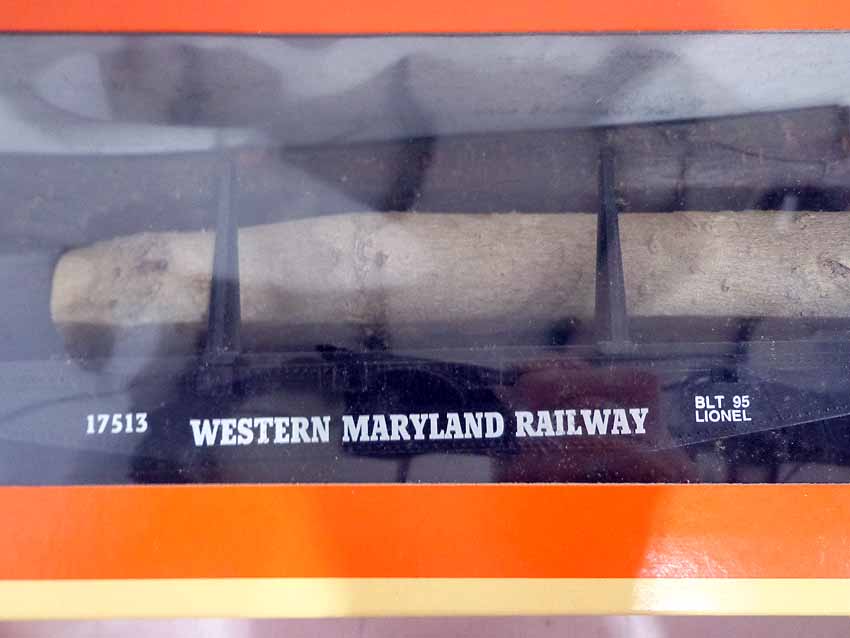 17513 WESTERN MARYLAND RAILWAY
BLT 95
LIONEL